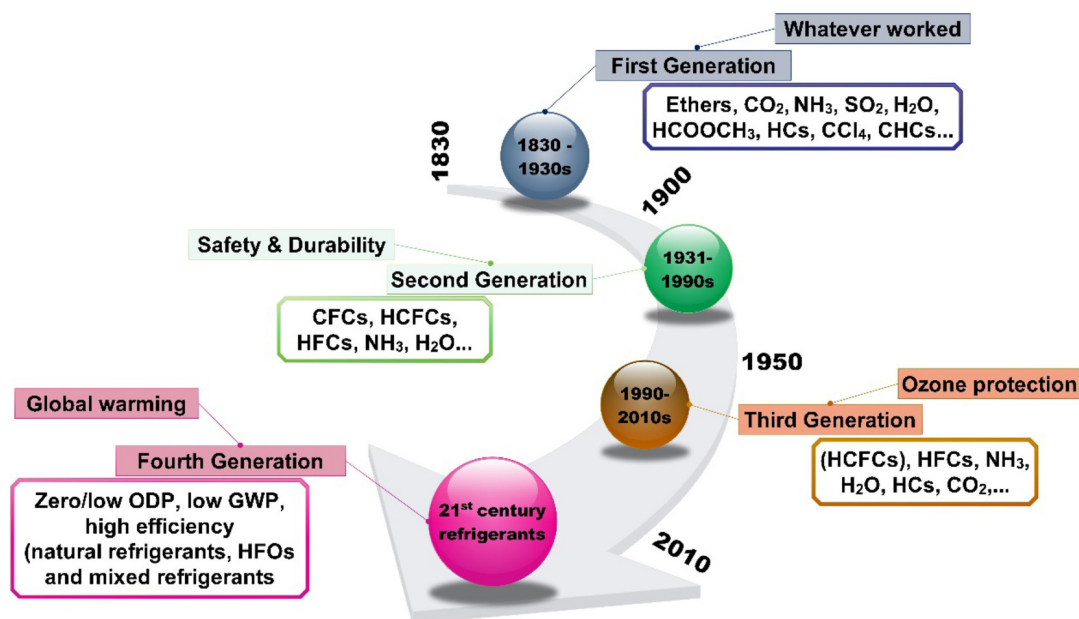 Whatever worked
First Generation
Ethers, CO₂, NH₃, SO₂, H₂O,
HCOOCH₃, HCs, CCl₄, CHCs...
1830
1830 -
1930s
1900
Safety & Durability
Second Generation
1931-
1990s
CFCs, HCFCs,
HFCs, NH₃, H₂O...
1950
Ozone protection
Third Generation
1990-
2010s
(HCFCs), HFCs, NH₃,
H₂O, HCs, CO₂,...
Global warming
Fourth Generation
Zero/low ODP, low GWP,
high efficiency
(natural refrigerants, HFOs
and mixed refrigerants
21st century
refrigerants
2010